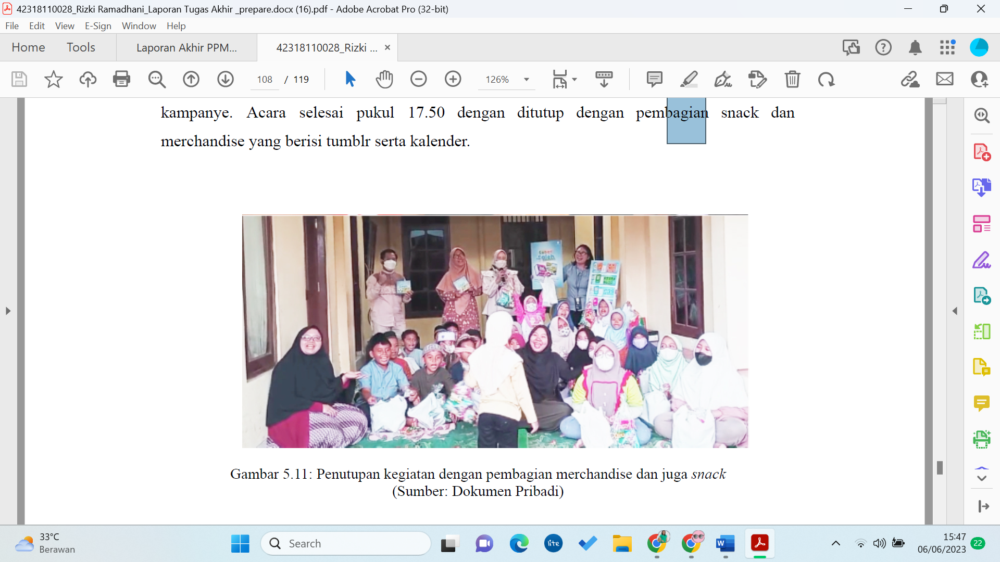 42318110028_Rizki Ramadhani_Laporan Tugas Akhir _prepare.docx (16).pdf - Adobe Acrobat Pro (32-bit)
File Edit View E-Sign Window Help
Home Tools Laporan Akhir PPM... 42318110028_Rizki ... ×
108 / 119 126%
kampanye. Acara selesai pukul 17.50 dengan ditutup dengan pembagian snack dan
merchandise yang berisi tumblr serta kalender.
Sobat
Soleh
Gambar 5.11: Penutupan kegiatan dengan pembagian merchandise dan juga snack
(Sumber: Dokumen Pribadi)
33°C
Berawan
Search
lite
W
15:47
06/06/2023
22